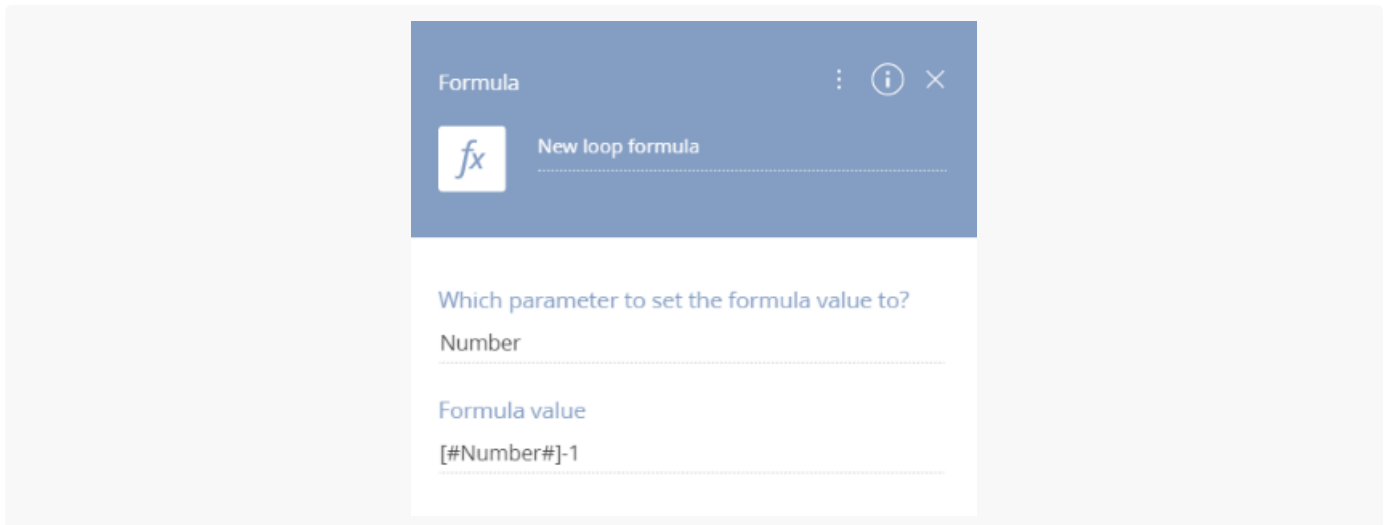 Formula
fx
New loop formula
Which parameter to set the formula value to?
Number
Formula value
[#Number#]-1